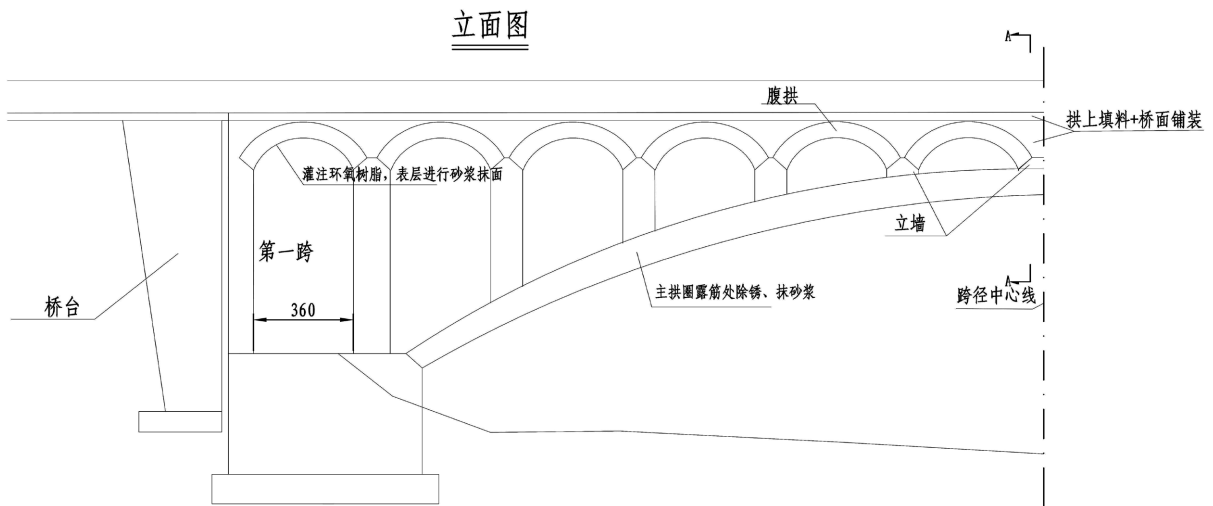 立面图
A
腹拱
拱上填料+桥面铺装
灌注环氧树脂，表层进行砂浆抹面
立墙
第一跨
A
主拱圈露筋处除锈、抹砂浆
跨径中心线
桥台
360